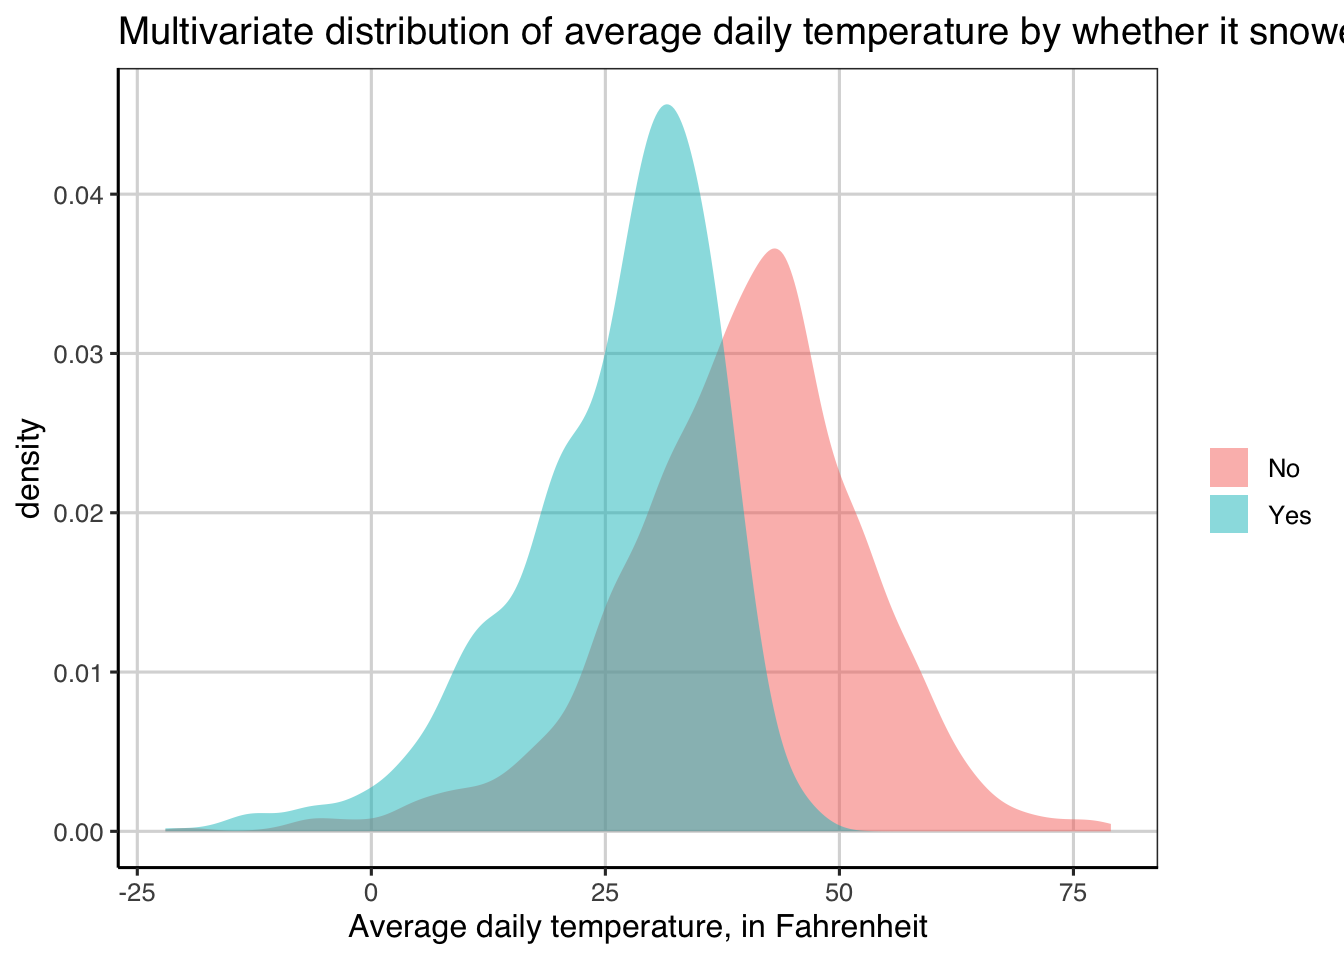 Multivariate distribution of average daily temperature by whether it snowe
density
0.04
0.03
0.02
0.01
0.00
-25 0 25 50 75
Average daily temperature, in Fahrenheit
No
Yes